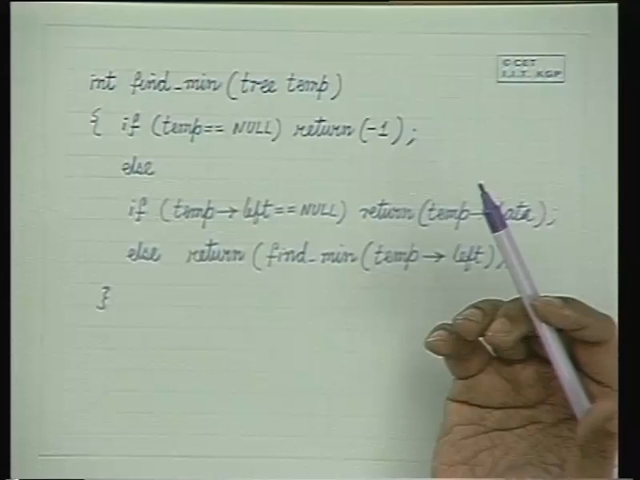 © CET
I.I.T. KGP
int find_min (tree temp)
{ if (temp== NULL) return (-1);
else
if (temp→left == NULL) return (temp→data);
else return (find_min (temp→left);
}